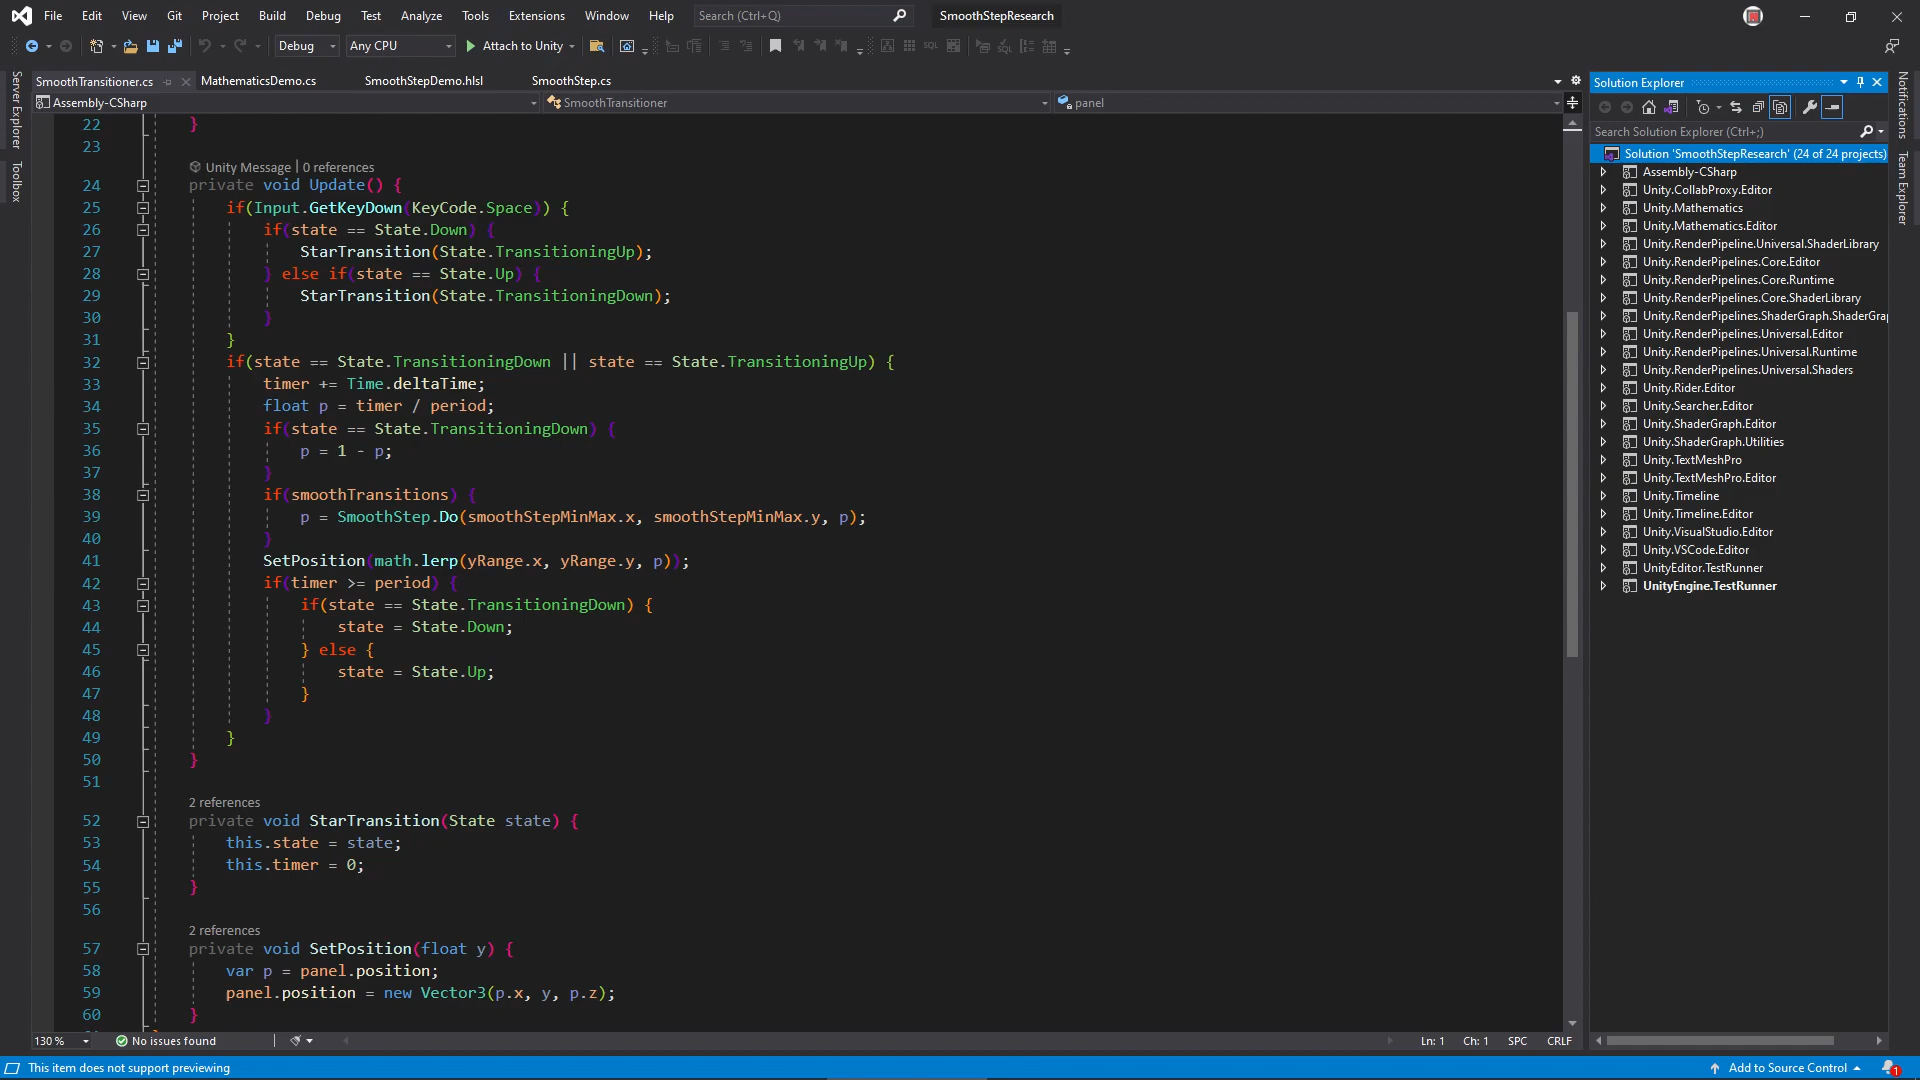 File Edit View Git Project Build Debug Test Analyze Tools Extensions Window Help Search (Ctrl+Q) SmoothStepResearch
Debug Any CPU Attach to Unity SQL
SmoothTransitioner.cs MathematicsDemo.cs SmoothStepDemo.hlsl SmoothStep.cs
Assembly-CSharp SmoothTransitioner panel
Server Explorer
Toolbox
22 }
23
Unity Message | 0 references
24 private void Update() {
25 if(Input.GetKeyDown(KeyCode.Space)) {
26 if(state == State.Down) {
27 StarTransition(State.TransitioningUp);
28 } else if(state == State.Up) {
29 StarTransition(State.TransitioningDown);
30 }
31 }
32 if(state == State.TransitioningDown || state == State.TransitioningUp) {
33 timer += Time.deltaTime;
34 float p = timer / period;
35 if(state == State.TransitioningDown) {
36 p = 1 - p;
37 }
38 if(smoothTransitions) {
39 p = SmoothStep.Do(smoothStepMinMax.x, smoothStepMinMax.y, p);
40 }
41 SetPosition(math.lerp(yRange.x, yRange.y, p));
42 if(timer >= period) {
43 if(state == State.TransitioningDown) {
44 state = State.Down;
45 } else {
46 state = State.Up;
47 }
48 }
49 }
50 }
51
2 references
52 private void StarTransition(State state) {
53 this.state = state;
54 this.timer = 0;
55 }
56
2 references
57 private void SetPosition(float y) {
58 var p = panel.position;
59 panel.position = new Vector3(p.x, y, p.z);
60 }
130 % No issues found Ln: 1 Ch: 1 SPC CRLF
Solution Explorer
Search Solution Explorer (Ctrl+;)
Solution 'SmoothStepResearch' (24 of 24 projects)
Assembly-CSharp
Unity.CollabProxy.Editor
Unity.Mathematics
Unity.Mathematics.Editor
Unity.RenderPipeline.Universal.ShaderLibrary
Unity.RenderPipelines.Core.Editor
Unity.RenderPipelines.Core.Runtime
Unity.RenderPipelines.Core.ShaderLibrary
Unity.RenderPipelines.ShaderGraph.ShaderGra
Unity.RenderPipelines.Universal.Editor
Unity.RenderPipelines.Universal.Runtime
Unity.RenderPipelines.Universal.Shaders
Unity.Rider.Editor
Unity.Searcher.Editor
Unity.ShaderGraph.Editor
Unity.ShaderGraph.Utilities
Unity.TextMeshPro
Unity.TextMeshPro.Editor
Unity.Timeline
Unity.Timeline.Editor
Unity.VisualStudio.Editor
Unity.VSCode.Editor
UnityEditor.TestRunner
UnityEngine.TestRunner
Notifications
Team Explorer
This item does not support previewing Add to Source Control 1